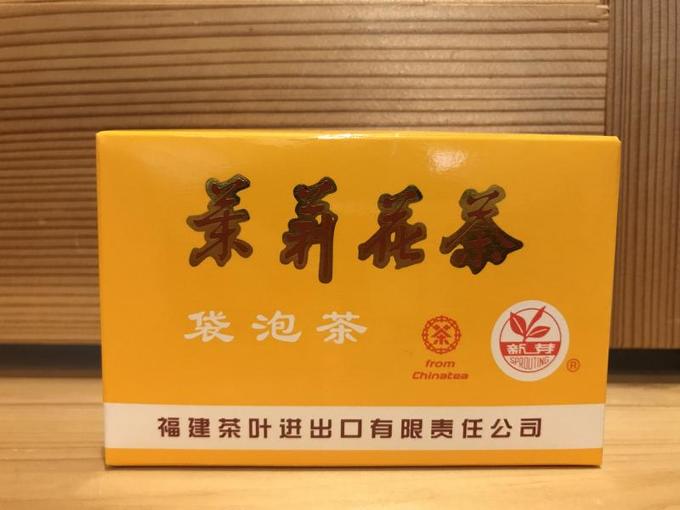 茉莉花茶
袋泡茶
茶
from
Chinatea
新芽
SPROUTING
®
福建茶叶进出口有限责任公司